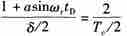 (1 + a sin ω_r t_D) / (δ/2) = 2 / (T_c/2)